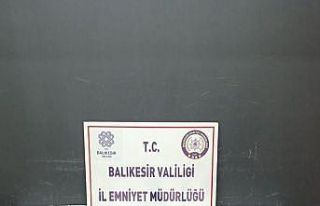 T.C.
BALIKESİR VALİLİĞİ
İL EMNİYET MÜDÜRLÜĞÜ